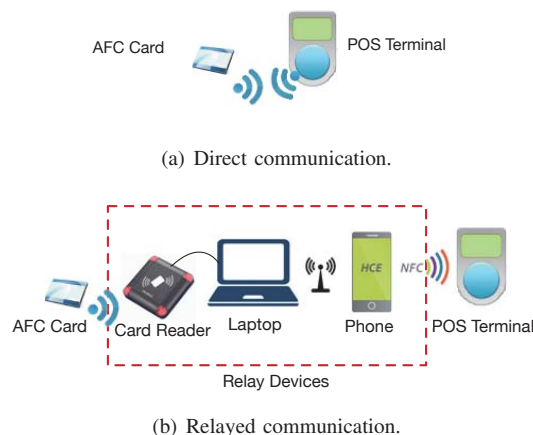 AFC Card
POS Terminal
(a) Direct communication.
HCE
NFC
AFC Card
Card Reader
Laptop
Phone
POS Terminal
Relay Devices
(b) Relayed communication.